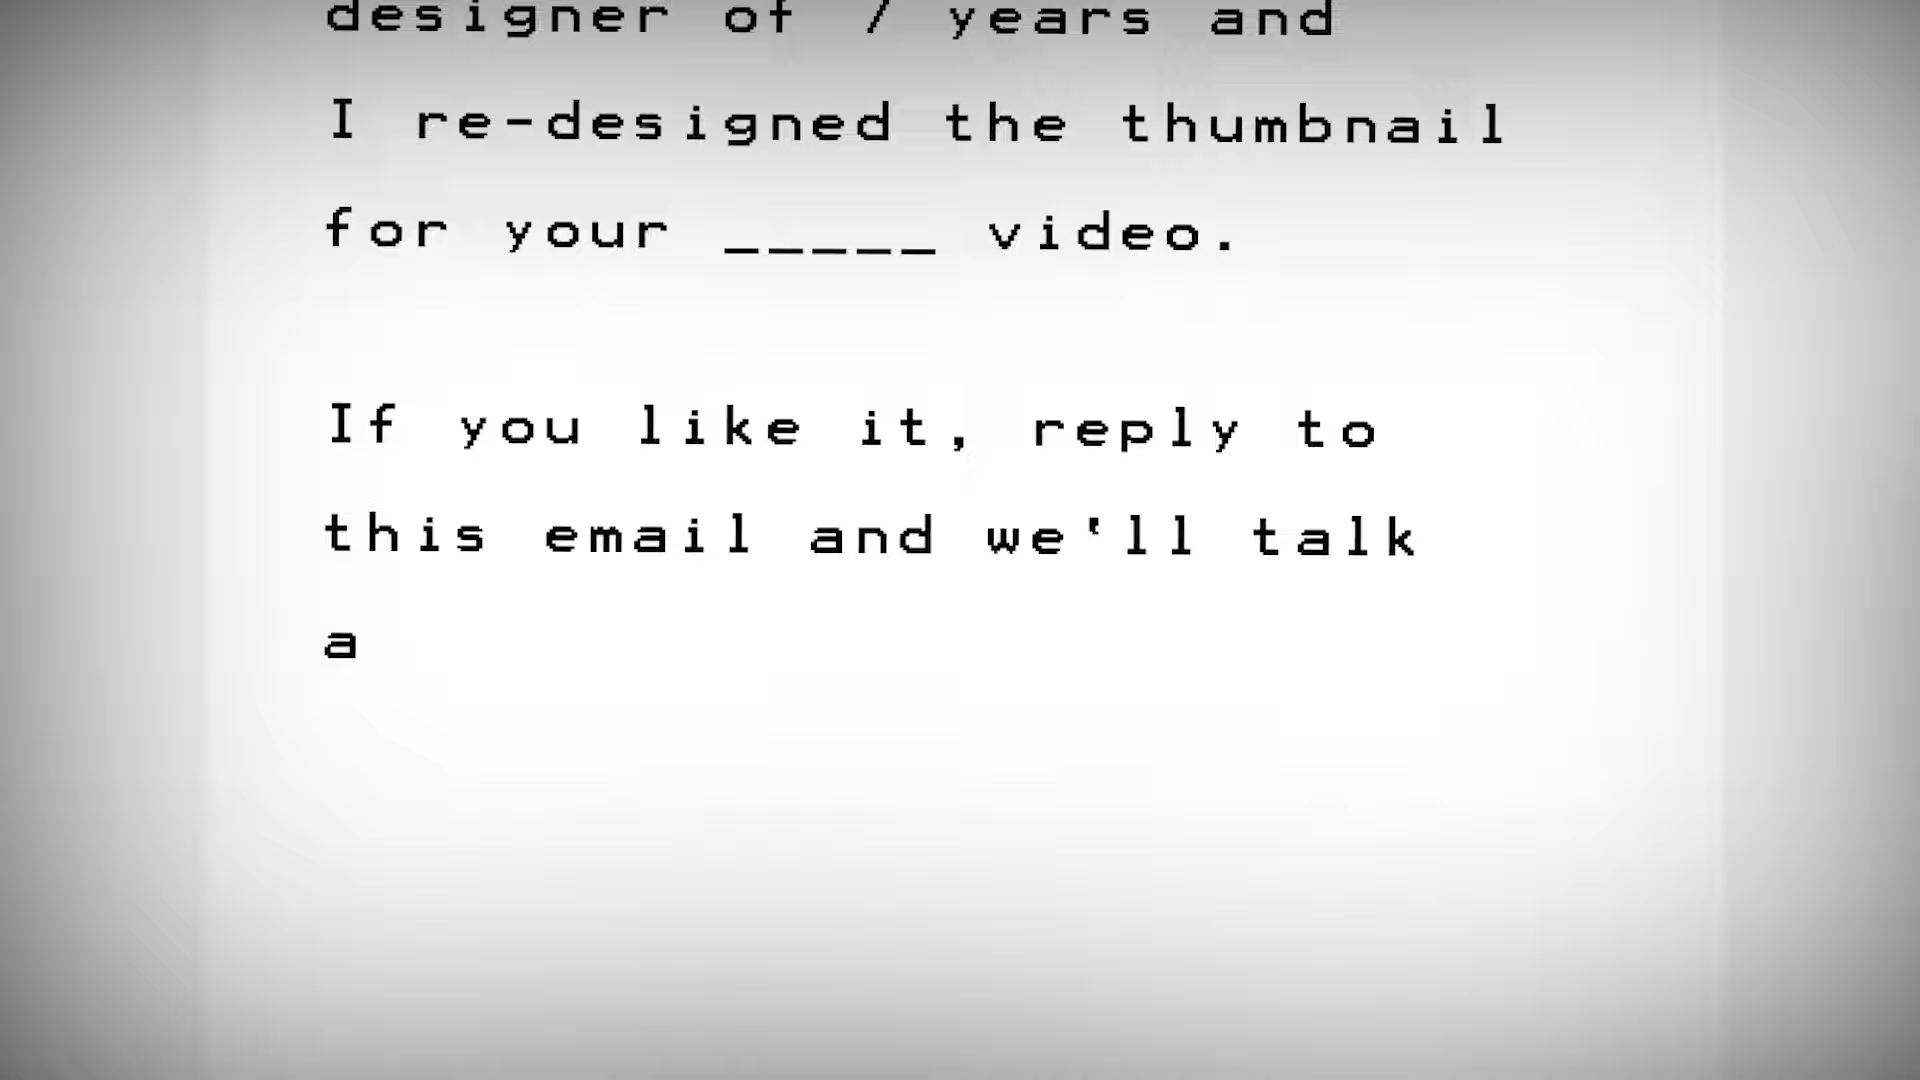 designer of 7 years and
I re-designed the thumbnail
for your _____ video.
If you like it, reply to
this email and we'll talk
a